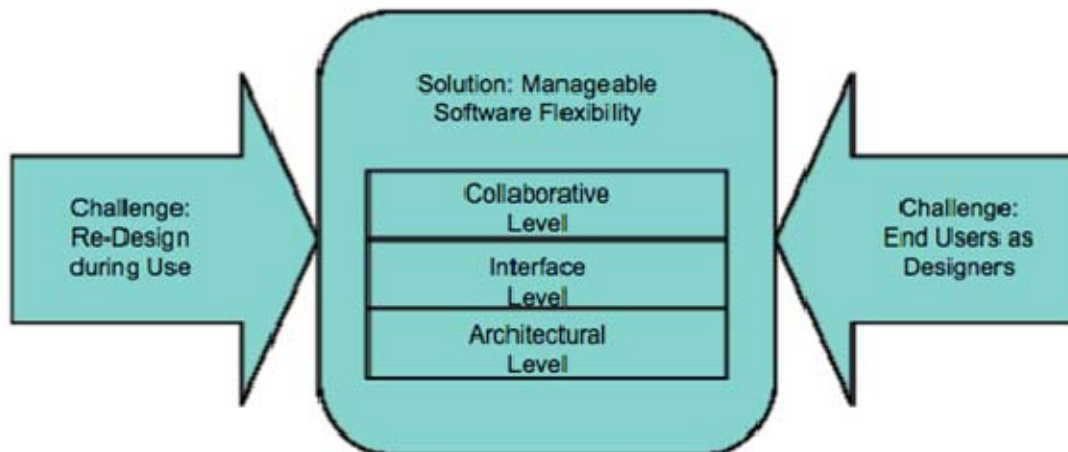 Challenge:
Re-Design
during Use
Solution: Manageable
Software Flexibility
Collaborative
Level
Interface
Level
Architectural
Level
Challenge:
End Users as
Designers